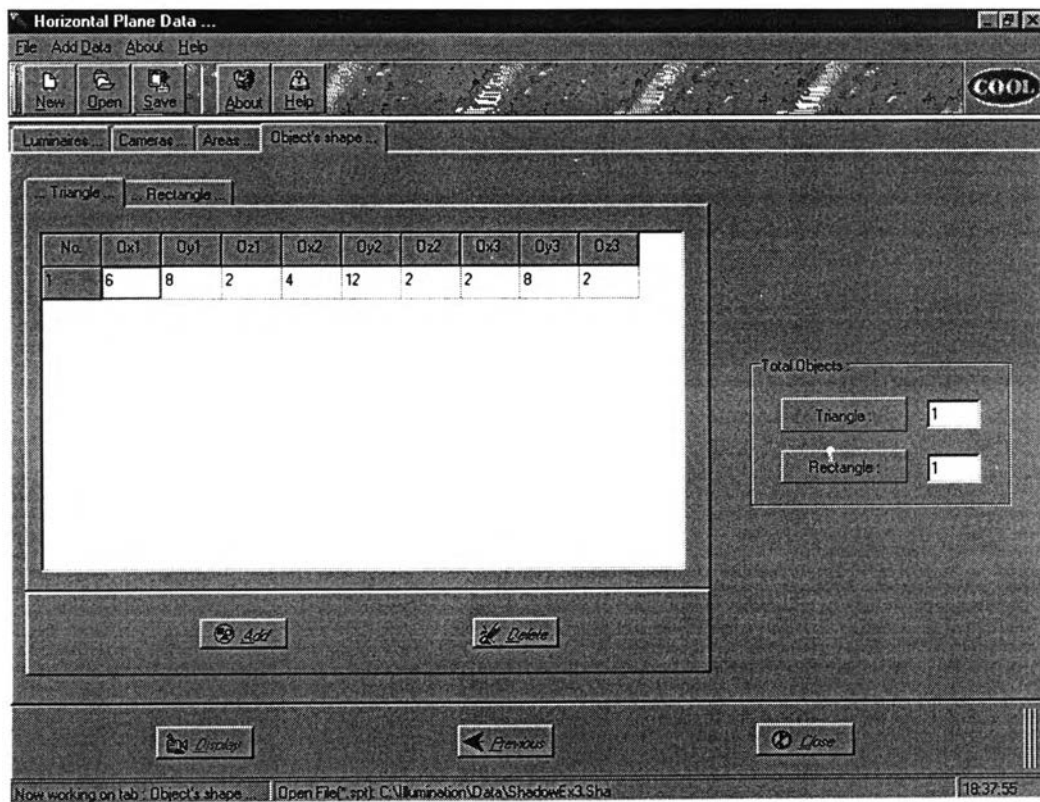 Horizontal Plane Data ...
File Add Data About Help
New Open Save About Help COOL
Luminaires ... Cameras ... Areas ... Object's shape ...
... Triangle ... ... Rectangle ...
No. Ox1 Oy1 Oz1 Ox2 Oy2 Oz2 Ox3 Oy3 Oz3
1 6 8 2 4 12 2 2 8 2
Total Objects :
Triangle : 1
Rectangle : 1
Add Delete
Display Previous Close
Now working on tab : Object's shape ... Open File(*.spt): C:\Illumination\Data\ShadowEx3.Sha 18:37:55